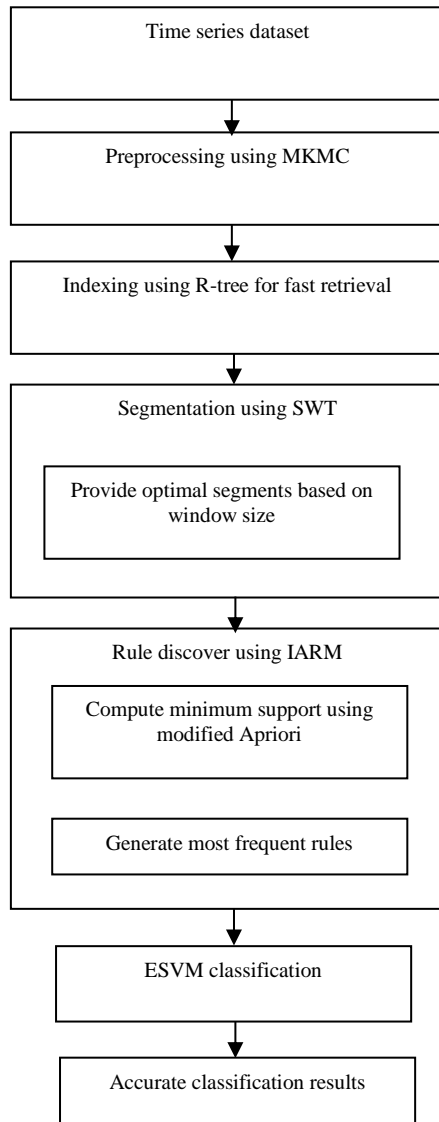 Time series dataset
Preprocessing using MKMC
Indexing using R-tree for fast retrieval
Segmentation using SWT
Provide optimal segments based on
window size
Rule discover using IARM
Compute minimum support using
modified Apriori
Generate most frequent rules
ESVM classification
Accurate classification results